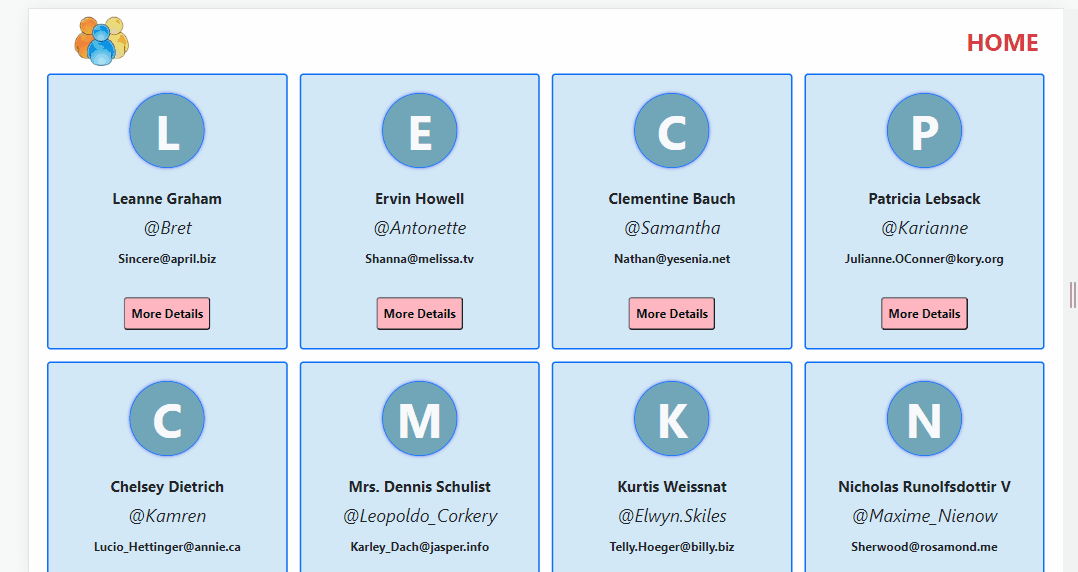 HOME
L
E
C
P
Leanne Graham
Ervin Howell
Clementine Bauch
Patricia Lebsack
@Bret
@Antonette
@Samantha
@Karianne
Sincere@april.biz
Shanna@melissa.tv
Nathan@yesenia.net
Julianne.OConner@kory.org
More Details
More Details
More Details
More Details
C
M
K
N
Chelsey Dietrich
Mrs. Dennis Schulist
Kurtis Weissnat
Nicholas Runolfsdottir V
@Kamren
@Leopoldo_Corkery
@Elwyn.Skiles
@Maxime_Nienow
Lucio_Hettinger@annie.ca
Karley_Dach@jasper.info
Telly.Hoeger@billy.biz
Sherwood@rosamond.me